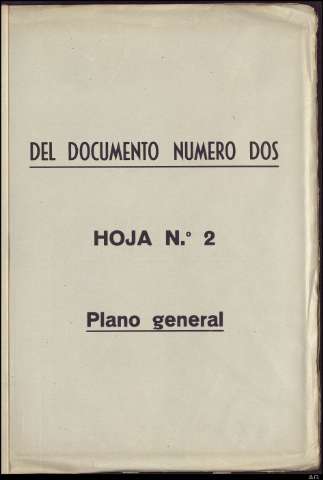 DEL DOCUMENTO NUMERO DOS
HOJA N.° 2
Plano general